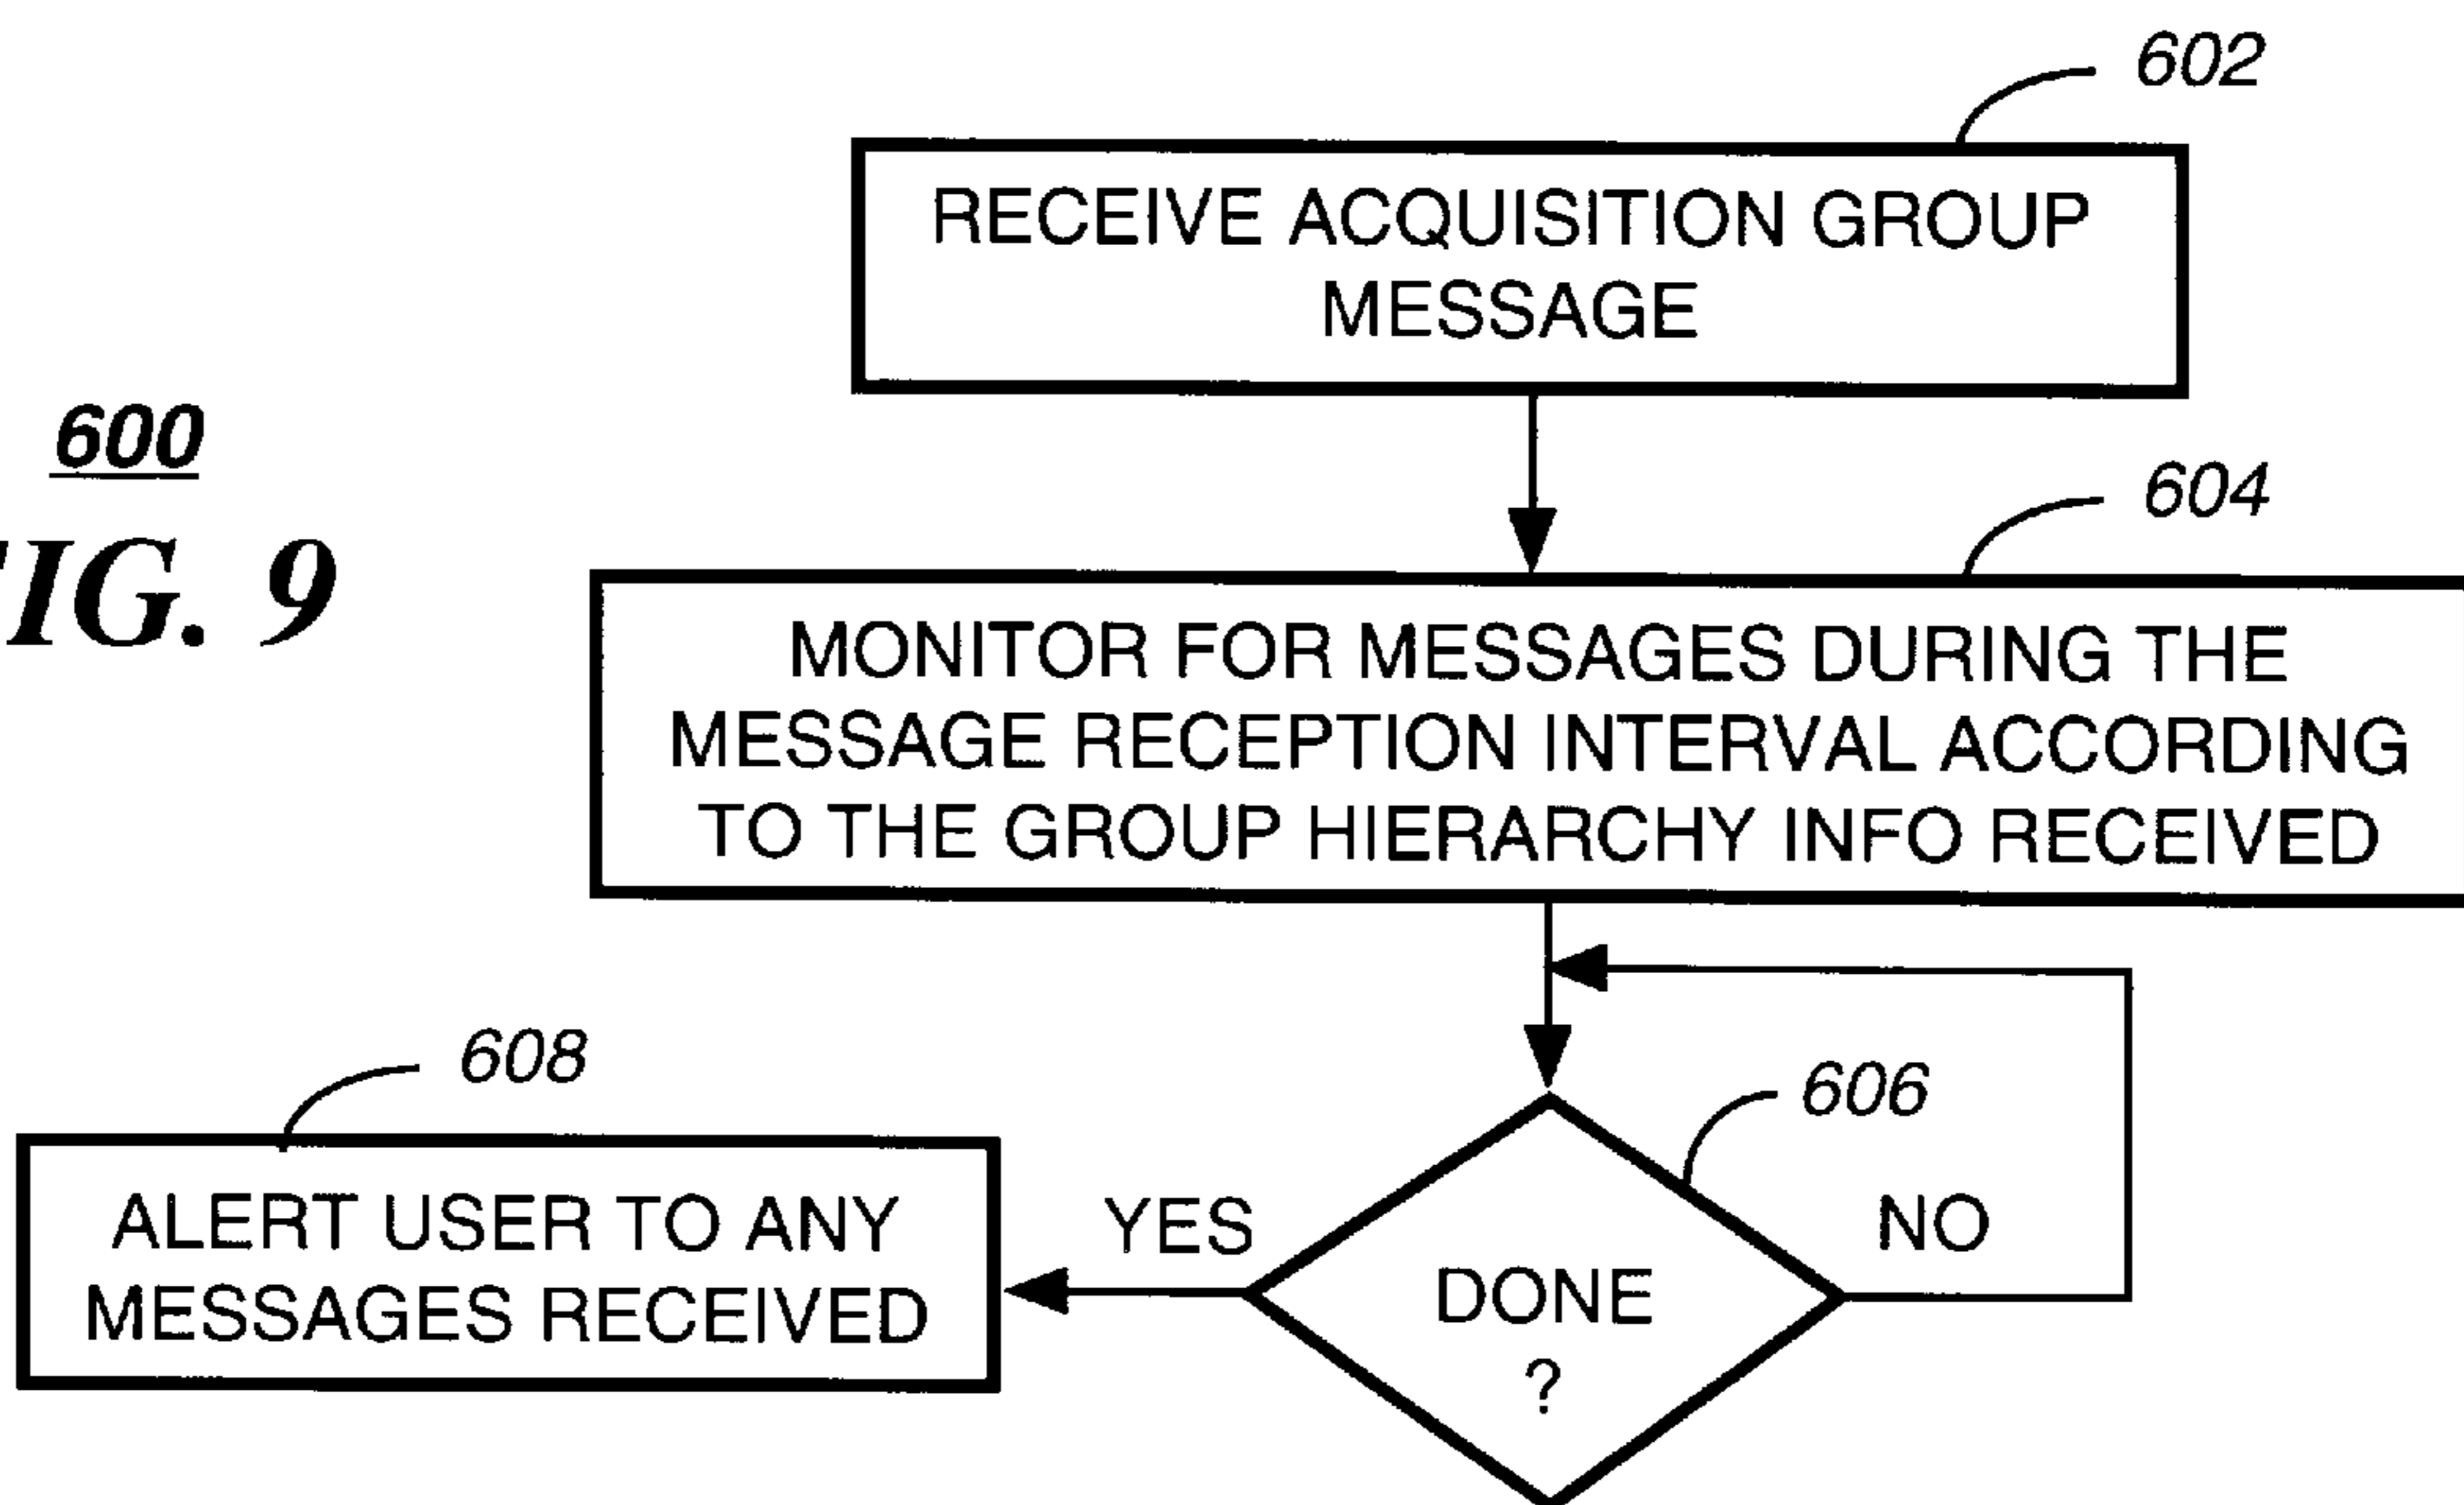 602
RECEIVE ACQUISITION GROUP
MESSAGE
600
FIG. 9
604
MONITOR FOR MESSAGES DURING THE
MESSAGE RECEPTION INTERVAL ACCORDING
TO THE GROUP HIERARCHY INFO RECEIVED
608
606
ALERT USER TO ANY
MESSAGES RECEIVED
YES
DONE
?
NO